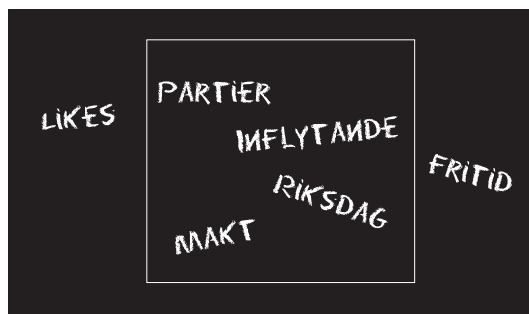 PARTIER
LIKES
INFLYTANDE
FRITID
RIKSDAG
MAKT